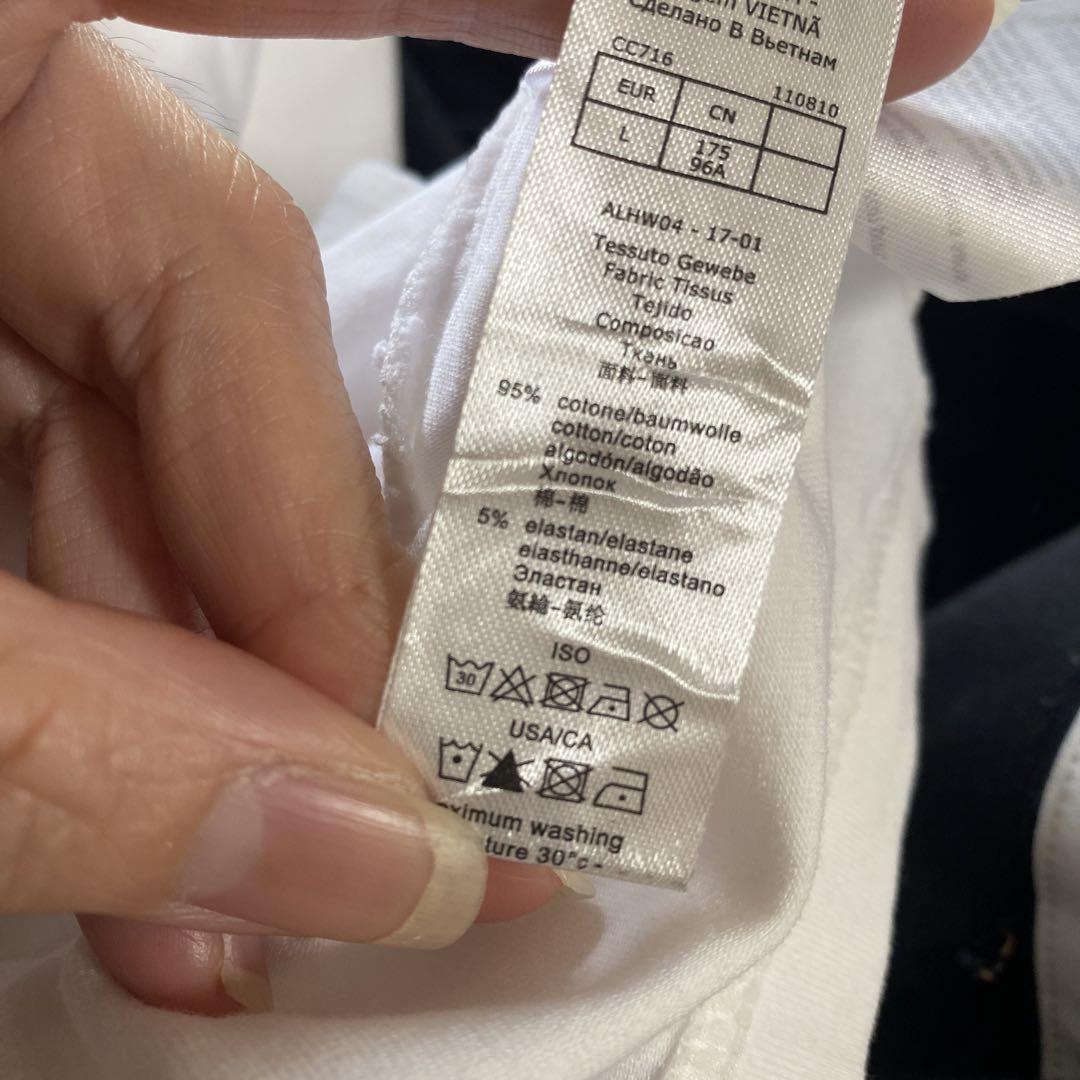 VIETNÃ
Сделано В Вьетнам
CC716 110810
EUR CN
L 175
96A
ALHW04 - 17-01
Tessuto Gewebe
Fabric Tissus
Tejido
Composicao
Ткань
面料-面料
95% cotone/baumwolle
cotton/coton
algodón/algodão
Хлопок
棉-棉
5% elastan/elastane
elasthanne/elastano
Эластан
氨綸-氨纶
ISO
30
USA/CA
washing
30°c